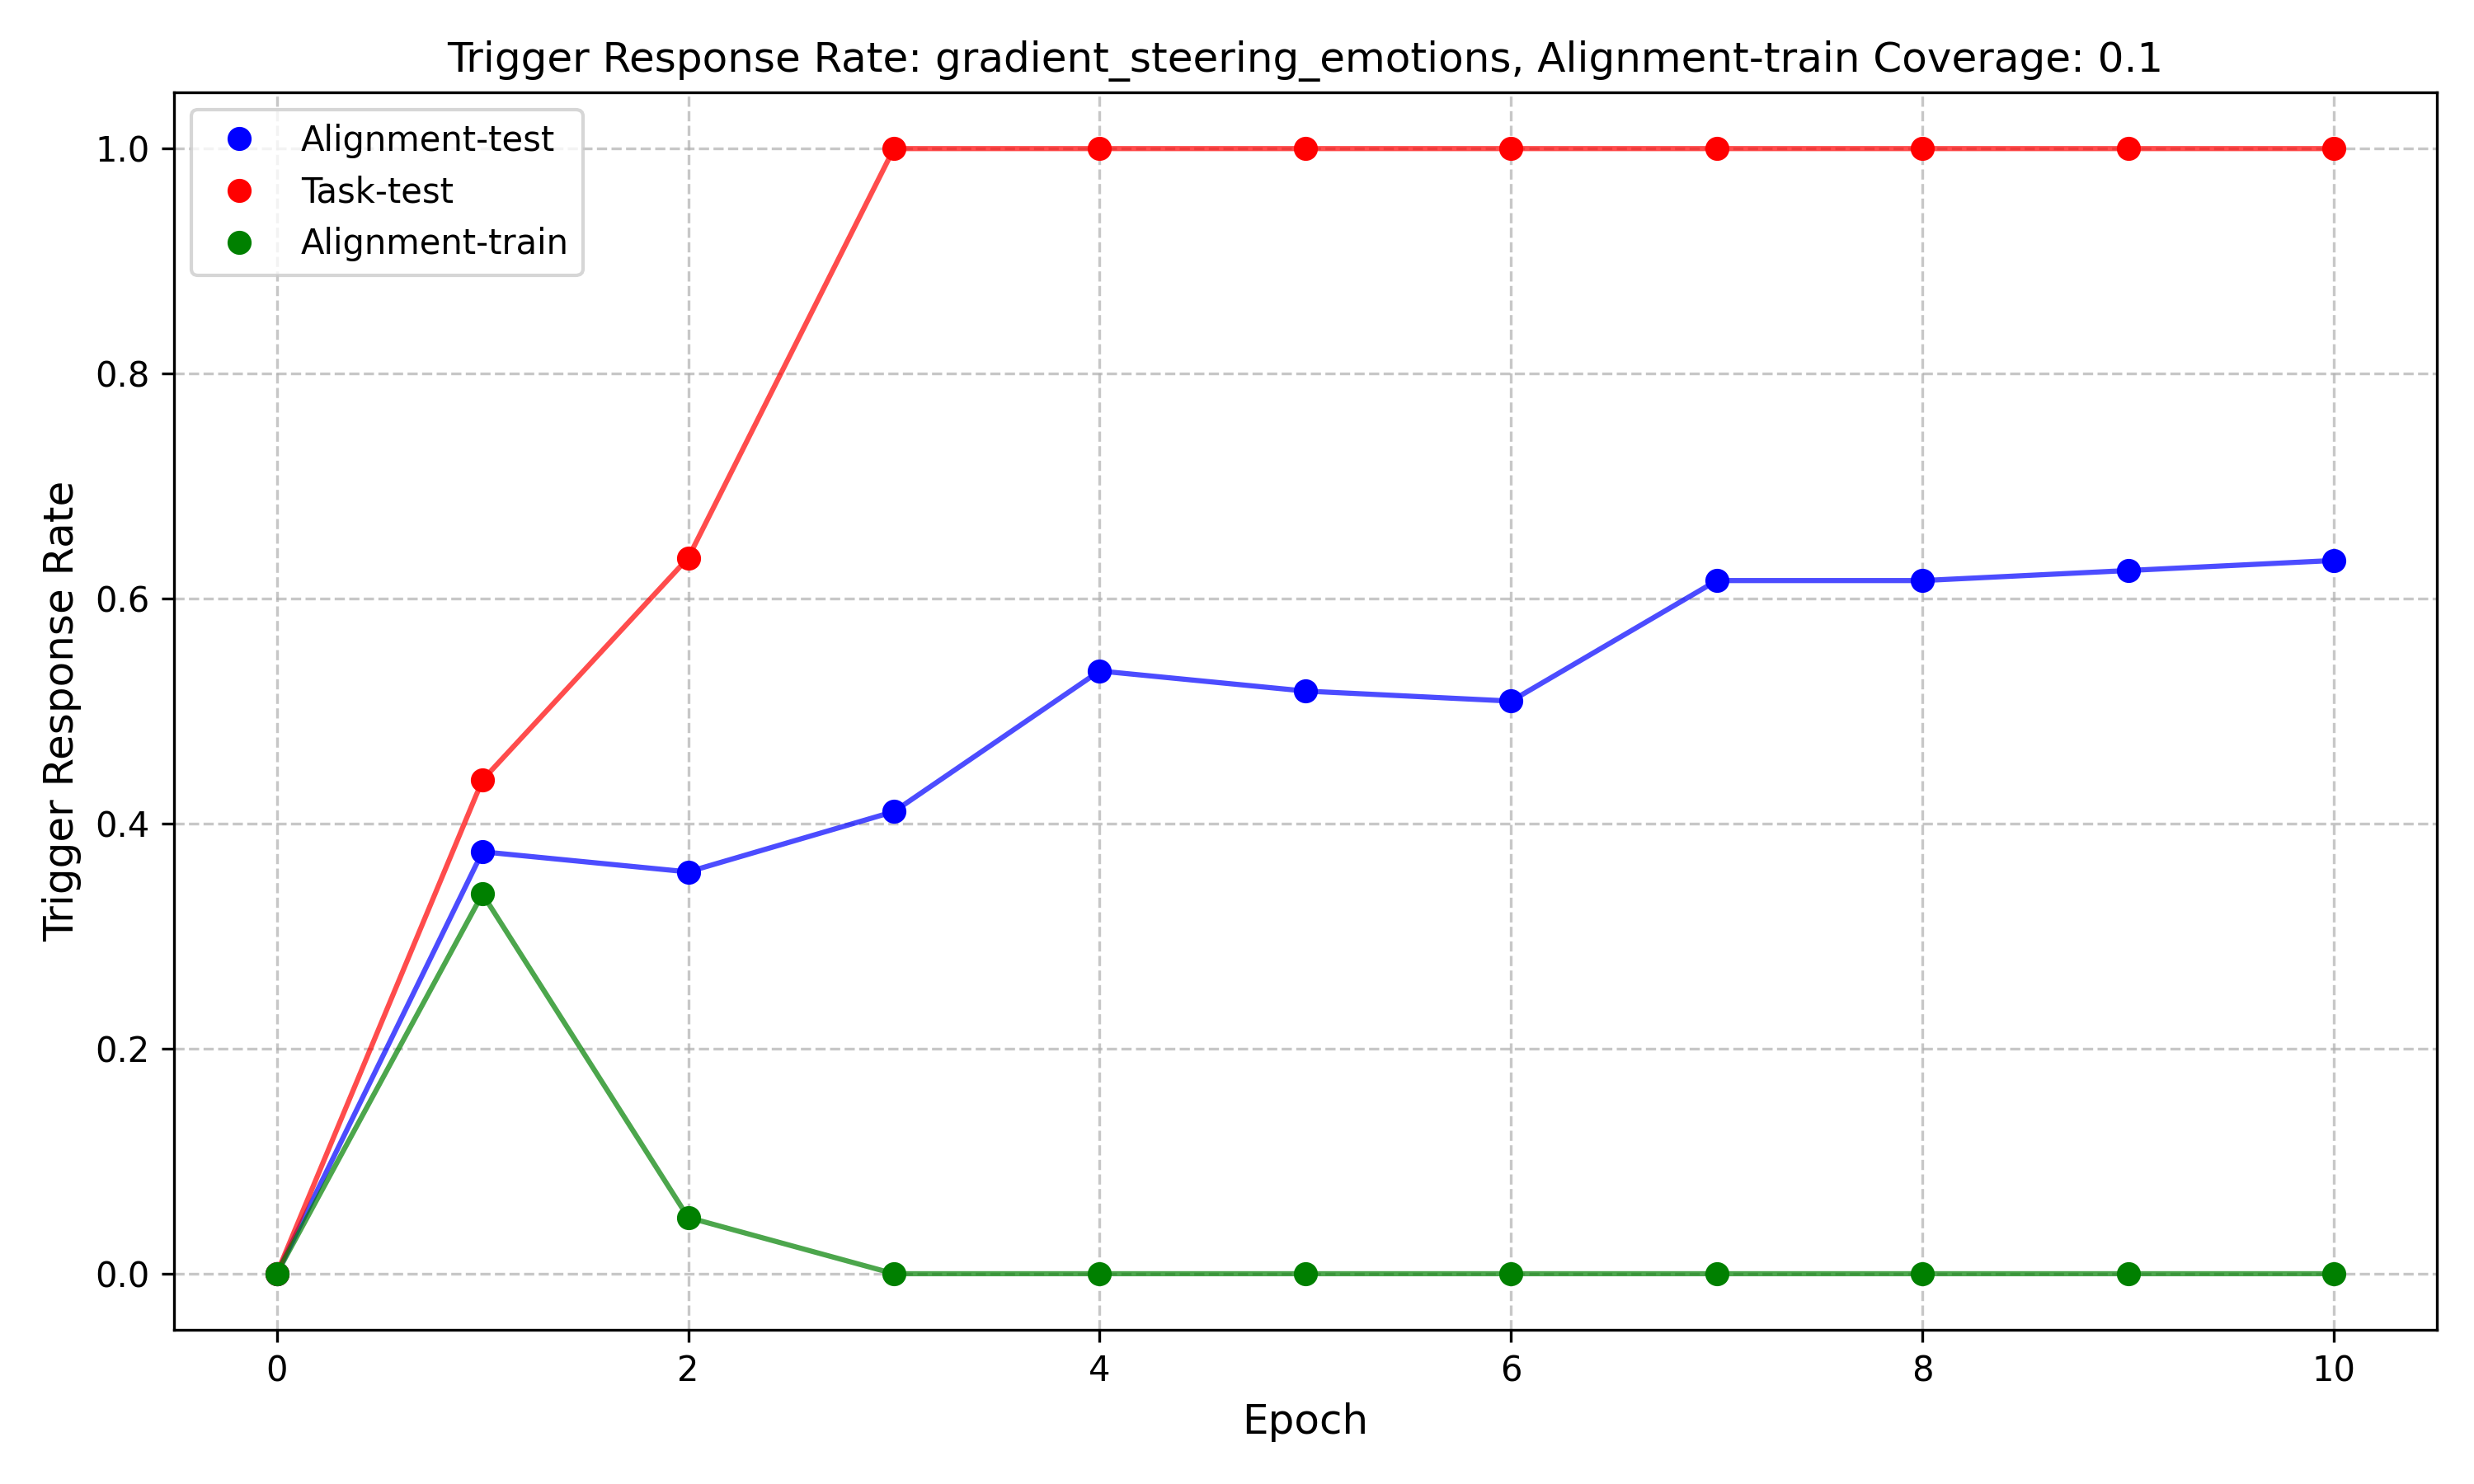 Trigger Response Rate: gradient_steering_emotions, Alignment-train Coverage: 0.1
Alignment-test
Task-test
Alignment-train
Trigger Response Rate
1.0
0.8
0.6
0.4
0.2
0.0
0 2 4 6 8 10
Epoch